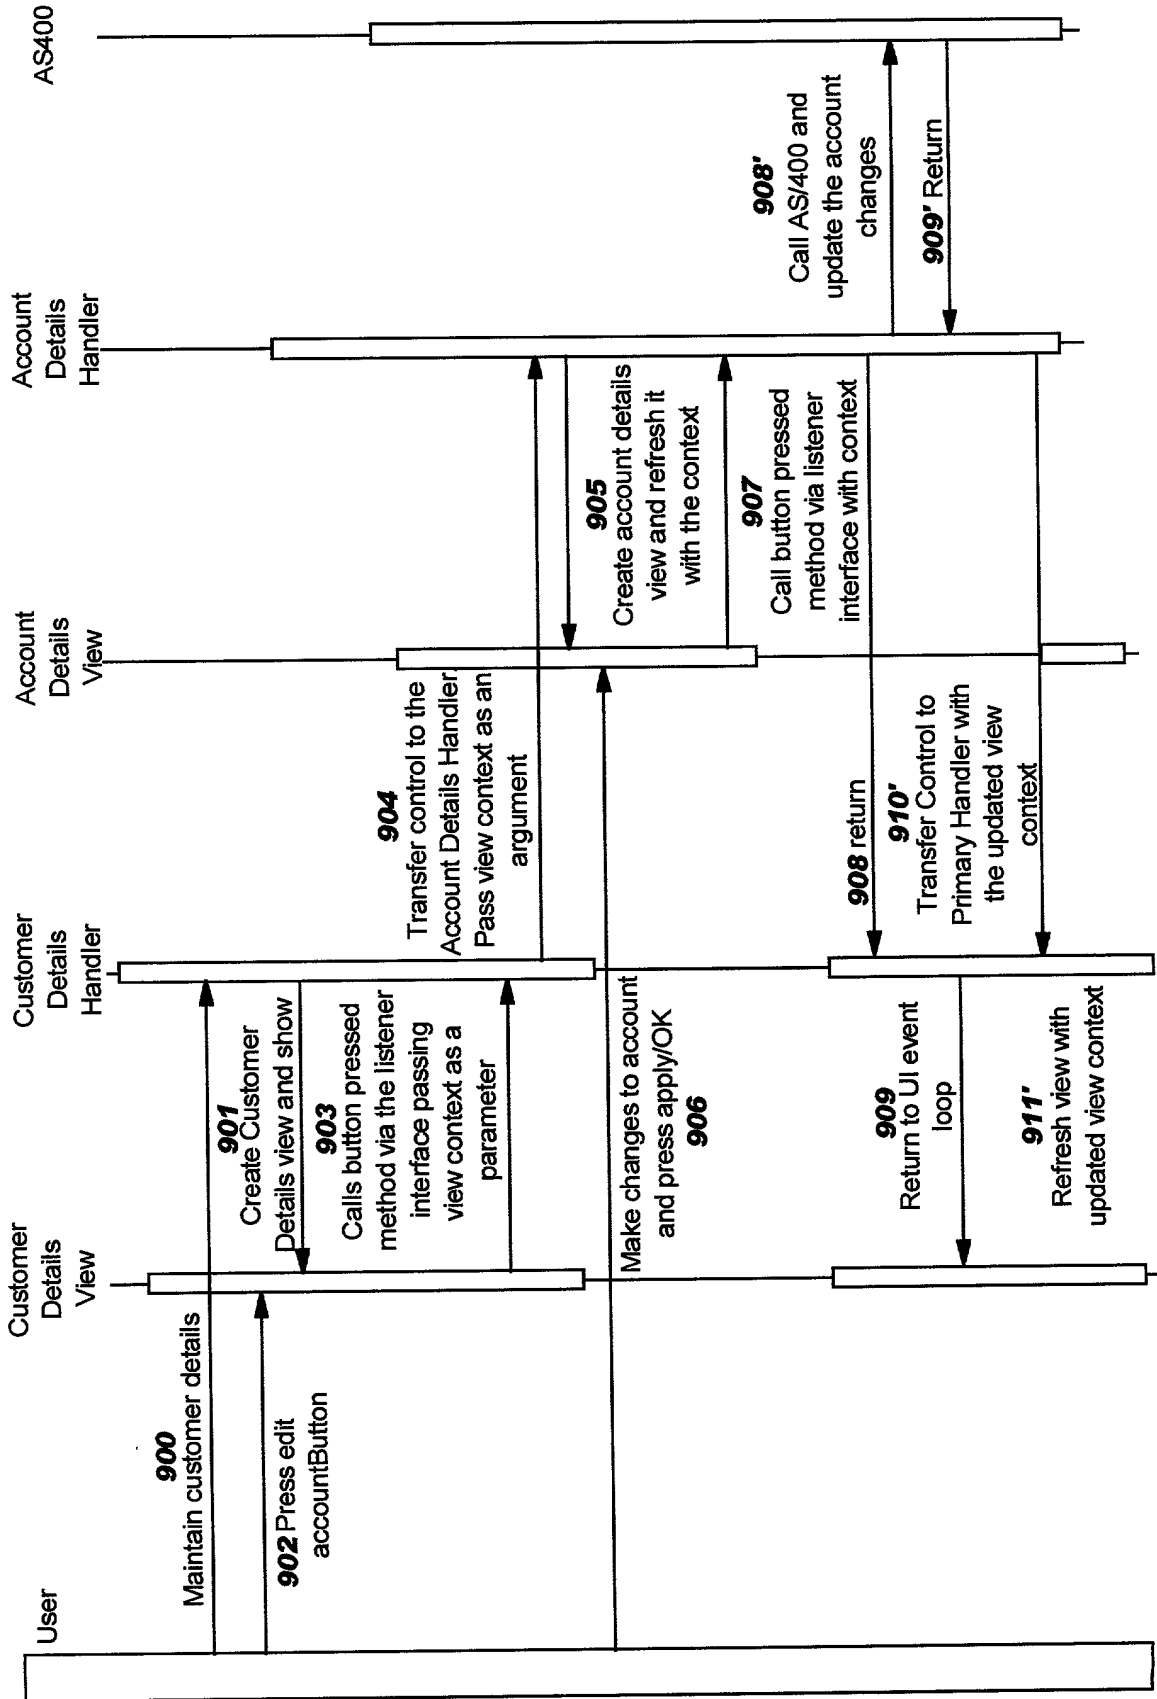 User
Customer
Details
View
Customer
Details
Handler
Account
Details
View
Account
Details
Handler
AS400
900
Maintain customer details
901
Create Customer
Details view and show
902 Press edit
accountButton
903
Calls button pressed
method via the listener
interface passing
view context as a
parameter
904
Transfer control to the
Account Details Handler.
Pass view context as an
argument
905
Create account details
view and refresh it
with the context
Make changes to account
and press apply/OK
906
907
Call button pressed
method via listener
interface with context
908'
Call AS/400 and
update the account
changes
908 return
909' Return
909
Return to UI event
loop
910'
Transfer Control to
Primary Handler with
the updated view
context
911'
Refresh view with
updated view context